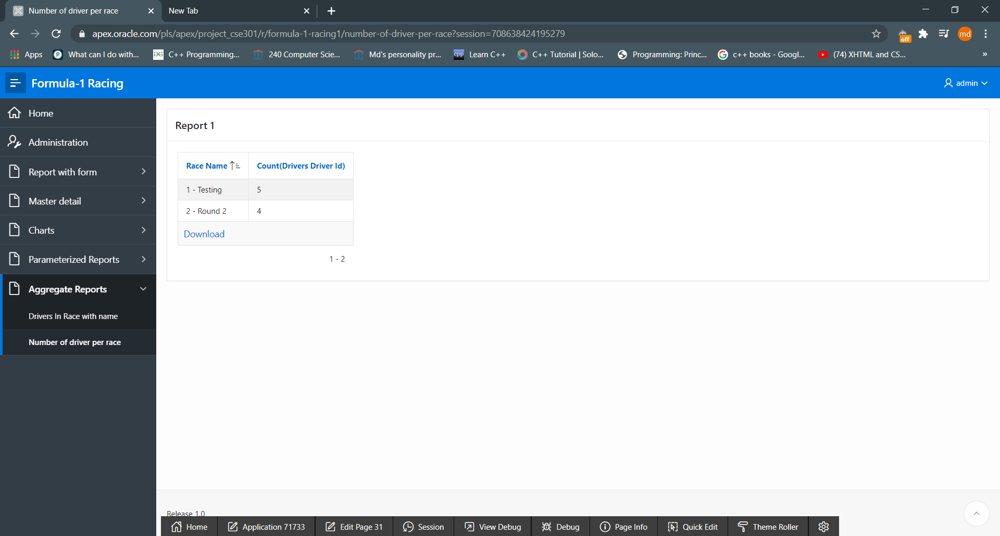 Number of driver per race
New Tab
apex.oracle.com/pls/apex/project_cse301/r/formula-1-racing1/number-of-driver-per-race?session=708638424195279
off
md
Apps
What can I do with...
C++ Programming...
240 Computer Scie...
Md's personality pr...
cpp
Learn C++
C++ Tutorial | Solo...
Programming: Princ...
c++ books - Googl...
(74) XHTML and CS...
»
Formula-1 Racing
admin
Home
Administration
Report with form
Master detail
Charts
Parameterized Reports
Aggregate Reports
Drivers In Race with name
Number of driver per race
Report 1
Race Name Count(Drivers Driver Id)
1 - Testing 5
2 - Round 2 4
Download
1 - 2
Release 1.0
Home
Application 71733
Edit Page 31
Session
View Debug
Debug
Page Info
Quick Edit
Theme Roller